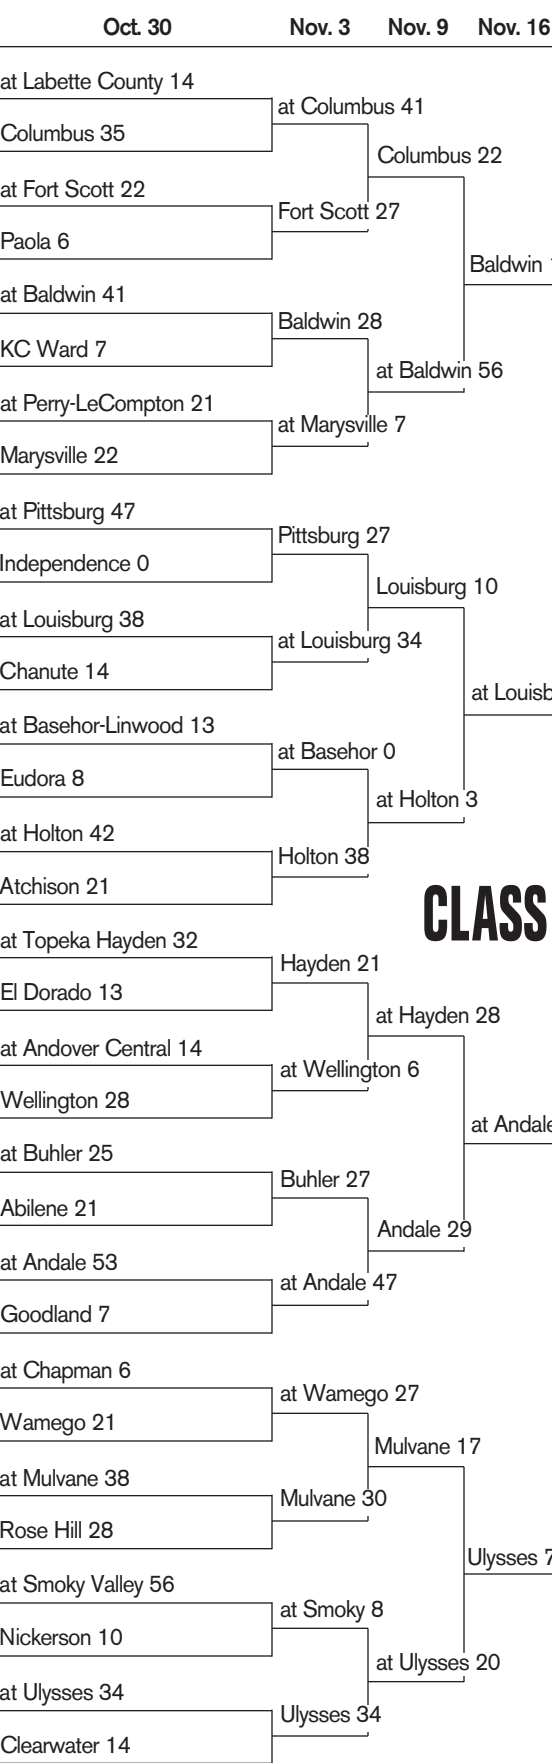 Oct. 30 Nov. 3 Nov. 9 Nov. 16
at Labette County 14
at Columbus 41
Columbus 35
Columbus 22
at Fort Scott 22
Fort Scott 27
Paola 6
Baldwin
at Baldwin 41
Baldwin 28
KC Ward 7
at Baldwin 56
at Perry-LeCompton 21
at Marysville 7
Marysville 22
at Pittsburg 47
Pittsburg 27
Independence 0
Louisburg 10
at Louisburg 38
at Louisburg 34
Chanute 14
at Louisb
at Basehor-Linwood 13
at Basehor 0
Eudora 8
at Holton 3
at Holton 42
Holton 38
Atchison 21
CLASS
at Topeka Hayden 32
Hayden 21
El Dorado 13
at Hayden 28
at Andover Central 14
at Wellington 6
Wellington 28
at Andale
at Buhler 25
Buhler 27
Abilene 21
Andale 29
at Andale 53
at Andale 47
Goodland 7
at Chapman 6
at Wamego 27
Wamego 21
Mulvane 17
at Mulvane 38
Mulvane 30
Rose Hill 28
Ulysses 7
at Smoky Valley 56
at Smoky 8
Nickerson 10
at Ulysses 20
at Ulysses 34
Ulysses 34
Clearwater 14